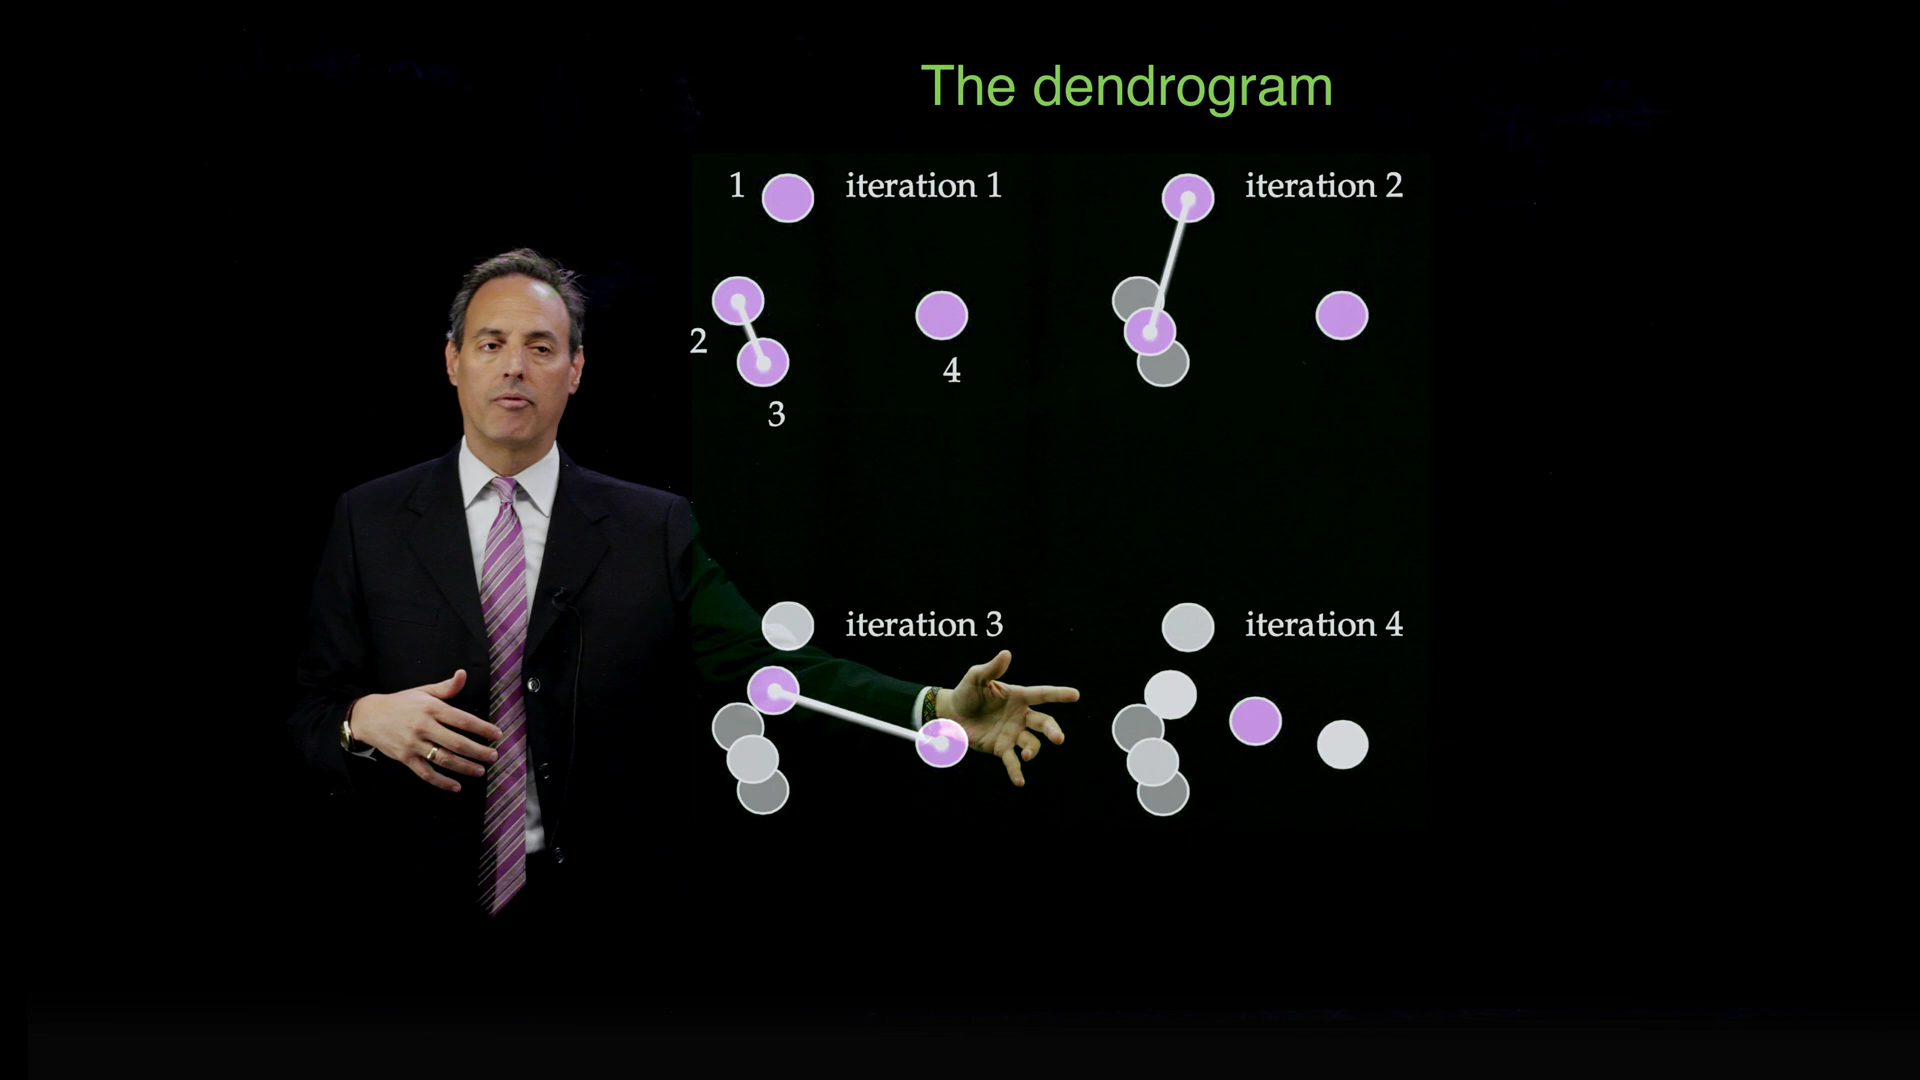 The dendrogram
1
iteration 1
iteration 2
2
4
3
iteration 3
iteration 4